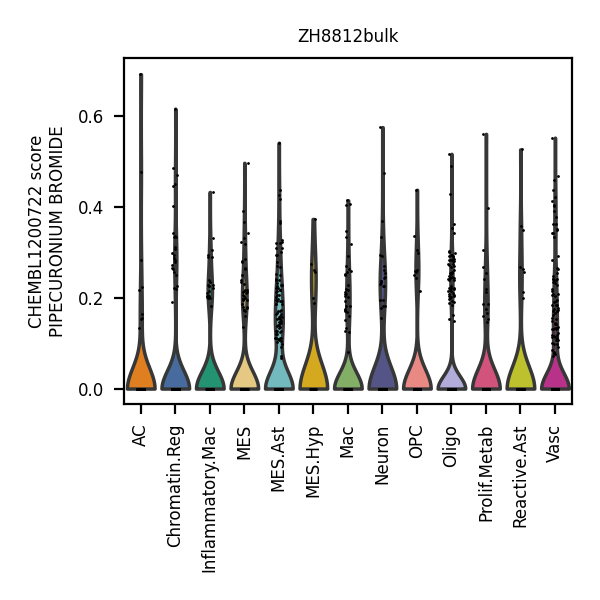 ZH8812bulk
CHEMBL1200722 score
PIPECURONIUM BROMIDE
0.6
0.4
0.2
0.0
AC
Chromatin.Reg
Inflammatory.Mac
MES
MES.Ast
MES.Hyp
Mac
Neuron
OPC
Oligo
Prolif.Metab
Reactive.Ast
Vasc